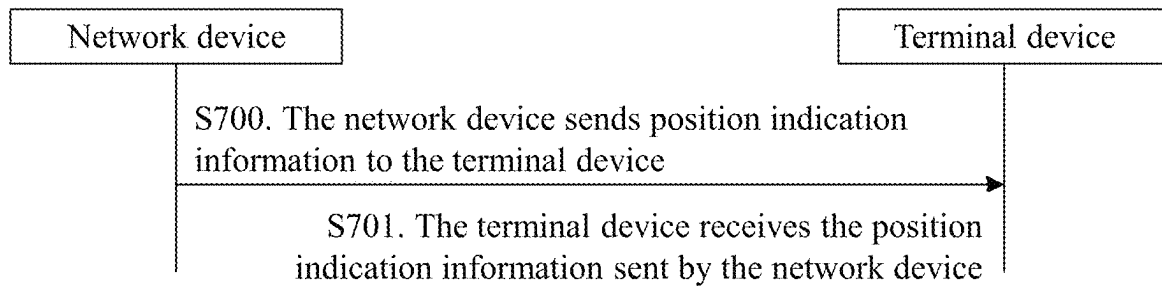 Network device
Terminal device
S700. The network device sends position indication
information to the terminal device
S701. The terminal device receives the position
indication information sent by the network device